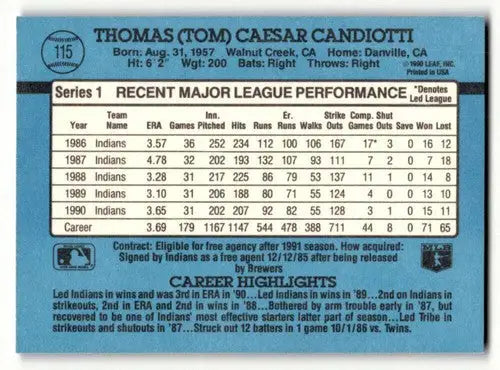 115
THOMAS (TOM) CAESAR CANDIOTTI
Born: Aug. 31, 1957 Walnut Creek, CA Home: Danville, CA
Ht: 6'2" Wgt: 200 Bats: Right Throws: Right
© 1990 LEAF, INC.
Printed in USA
Series 1 RECENT MAJOR LEAGUE PERFORMANCE *Denotes Led League
Year Team Name ERA Games Inn. Pitched Hits Runs Er. Runs Walks Strike Outs Comp. Games Shut Outs Save Won Lost
1986 Indians 3.57 36 252 234 112 100 106 167 17* 3 0 16 12
1987 Indians 4.78 32 202 193 132 107 93 111 7 2 0 7 18
1988 Indians 3.28 31 217 225 86 79 53 137 11 1 0 14 8
1989 Indians 3.10 31 206 188 80 71 55 124 4 0 0 13 10
1990 Indians 3.65 31 202 207 92 82 55 128 3 1 0 15 11
Career 3.69 179 1167 1147 544 478 388 711 44 8 0 71 65
Contract: Eligible for free agency after 1991 season. How acquired:
Signed by Indians as a free agent 12/12/85 after being released
by Brewers
MLB
CAREER HIGHLIGHTS
Led Indians in wins and was 3rd in ERA in '90...Led Indians in wins in '89...2nd on Indians in
strikeouts, 2nd in ERA and 2nd in wins in '88...Bothered by arm trouble early in '87, but
recovered to be one of Indians' most effective starters latter part of season...Led Tribe in
strikeouts and shutouts in '87...Struck out 12 batters in 1 game 10/1/86 vs. Twins.